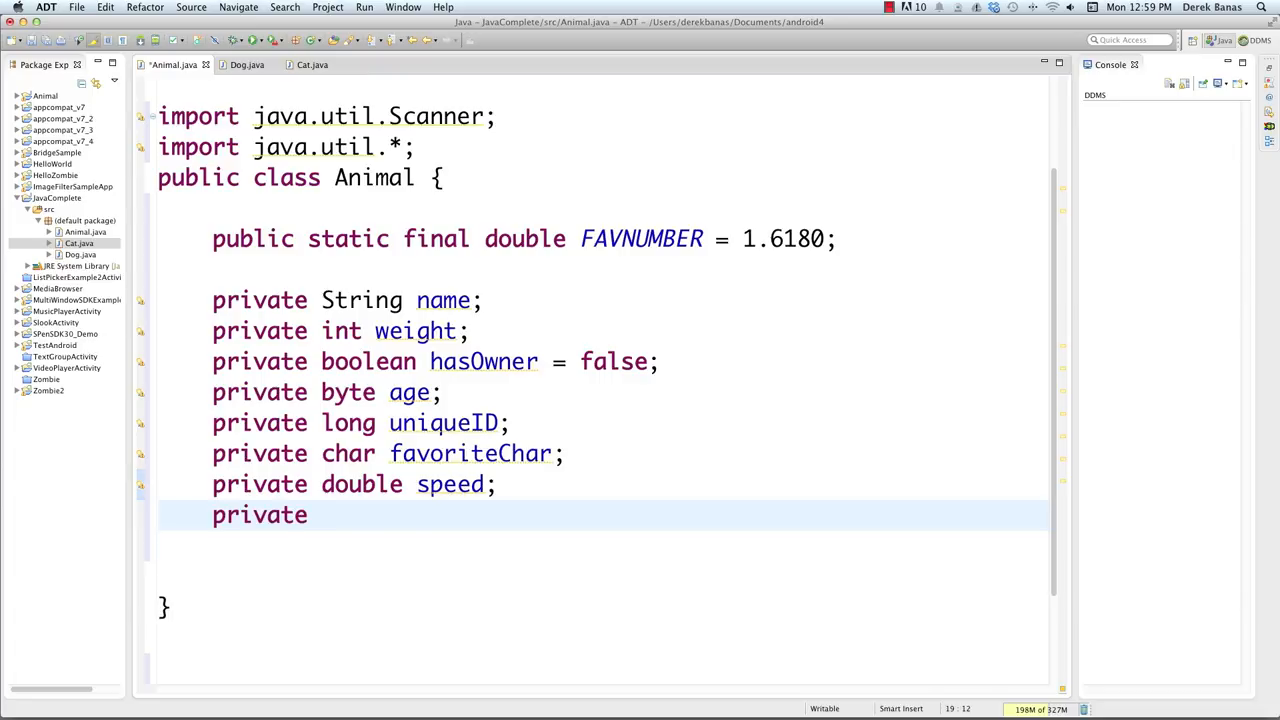 ADT File Edit Refactor Source Navigate Search Project Run Window Help 10 Mon 12:59 PM Derek Banas
Java - JavaComplete/src/Animal.java - ADT - /Users/derekbanas/Documents/android4
Quick Access Java DDMS
Package Exp *Animal.java Dog.java Cat.java Console
DDMS
Animal
appcompat_v7
appcompat_v7_2
appcompat_v7_3
appcompat_v7_4
BridgeSample
HelloWorld
HelloZombie
ImageFilterSampleApp
JavaComplete
src
(default package)
Animal.java
Cat.java
Dog.java
JRE System Library [Ja
ListPickerExample2Activi
MediaBrowser
MultiWindowSDKExample
MusicPlayerActivity
SlookActivity
SPenSDK30_Demo
TestAndroid
TextGroupActivity
VideoPlayerActivity
Zombie
Zombie2
import java.util.Scanner;
import java.util.*;
public class Animal {
public static final double FAVNUMBER = 1.6180;
private String name;
private int weight;
private boolean hasOwner = false;
private byte age;
private long uniqueID;
private char favoriteChar;
private double speed;
private
}
Writable Smart Insert 19 : 12 198M of 327M